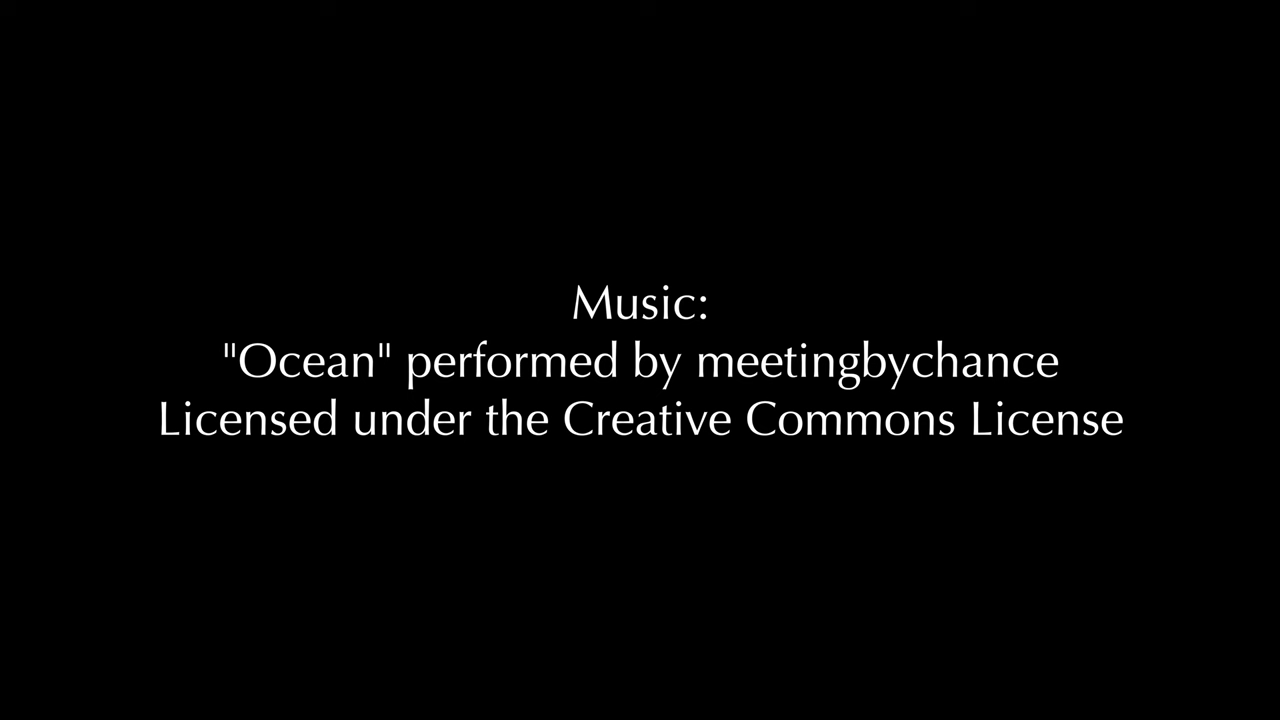 Music:
"Ocean" performed by meetingbychance
Licensed under the Creative Commons License